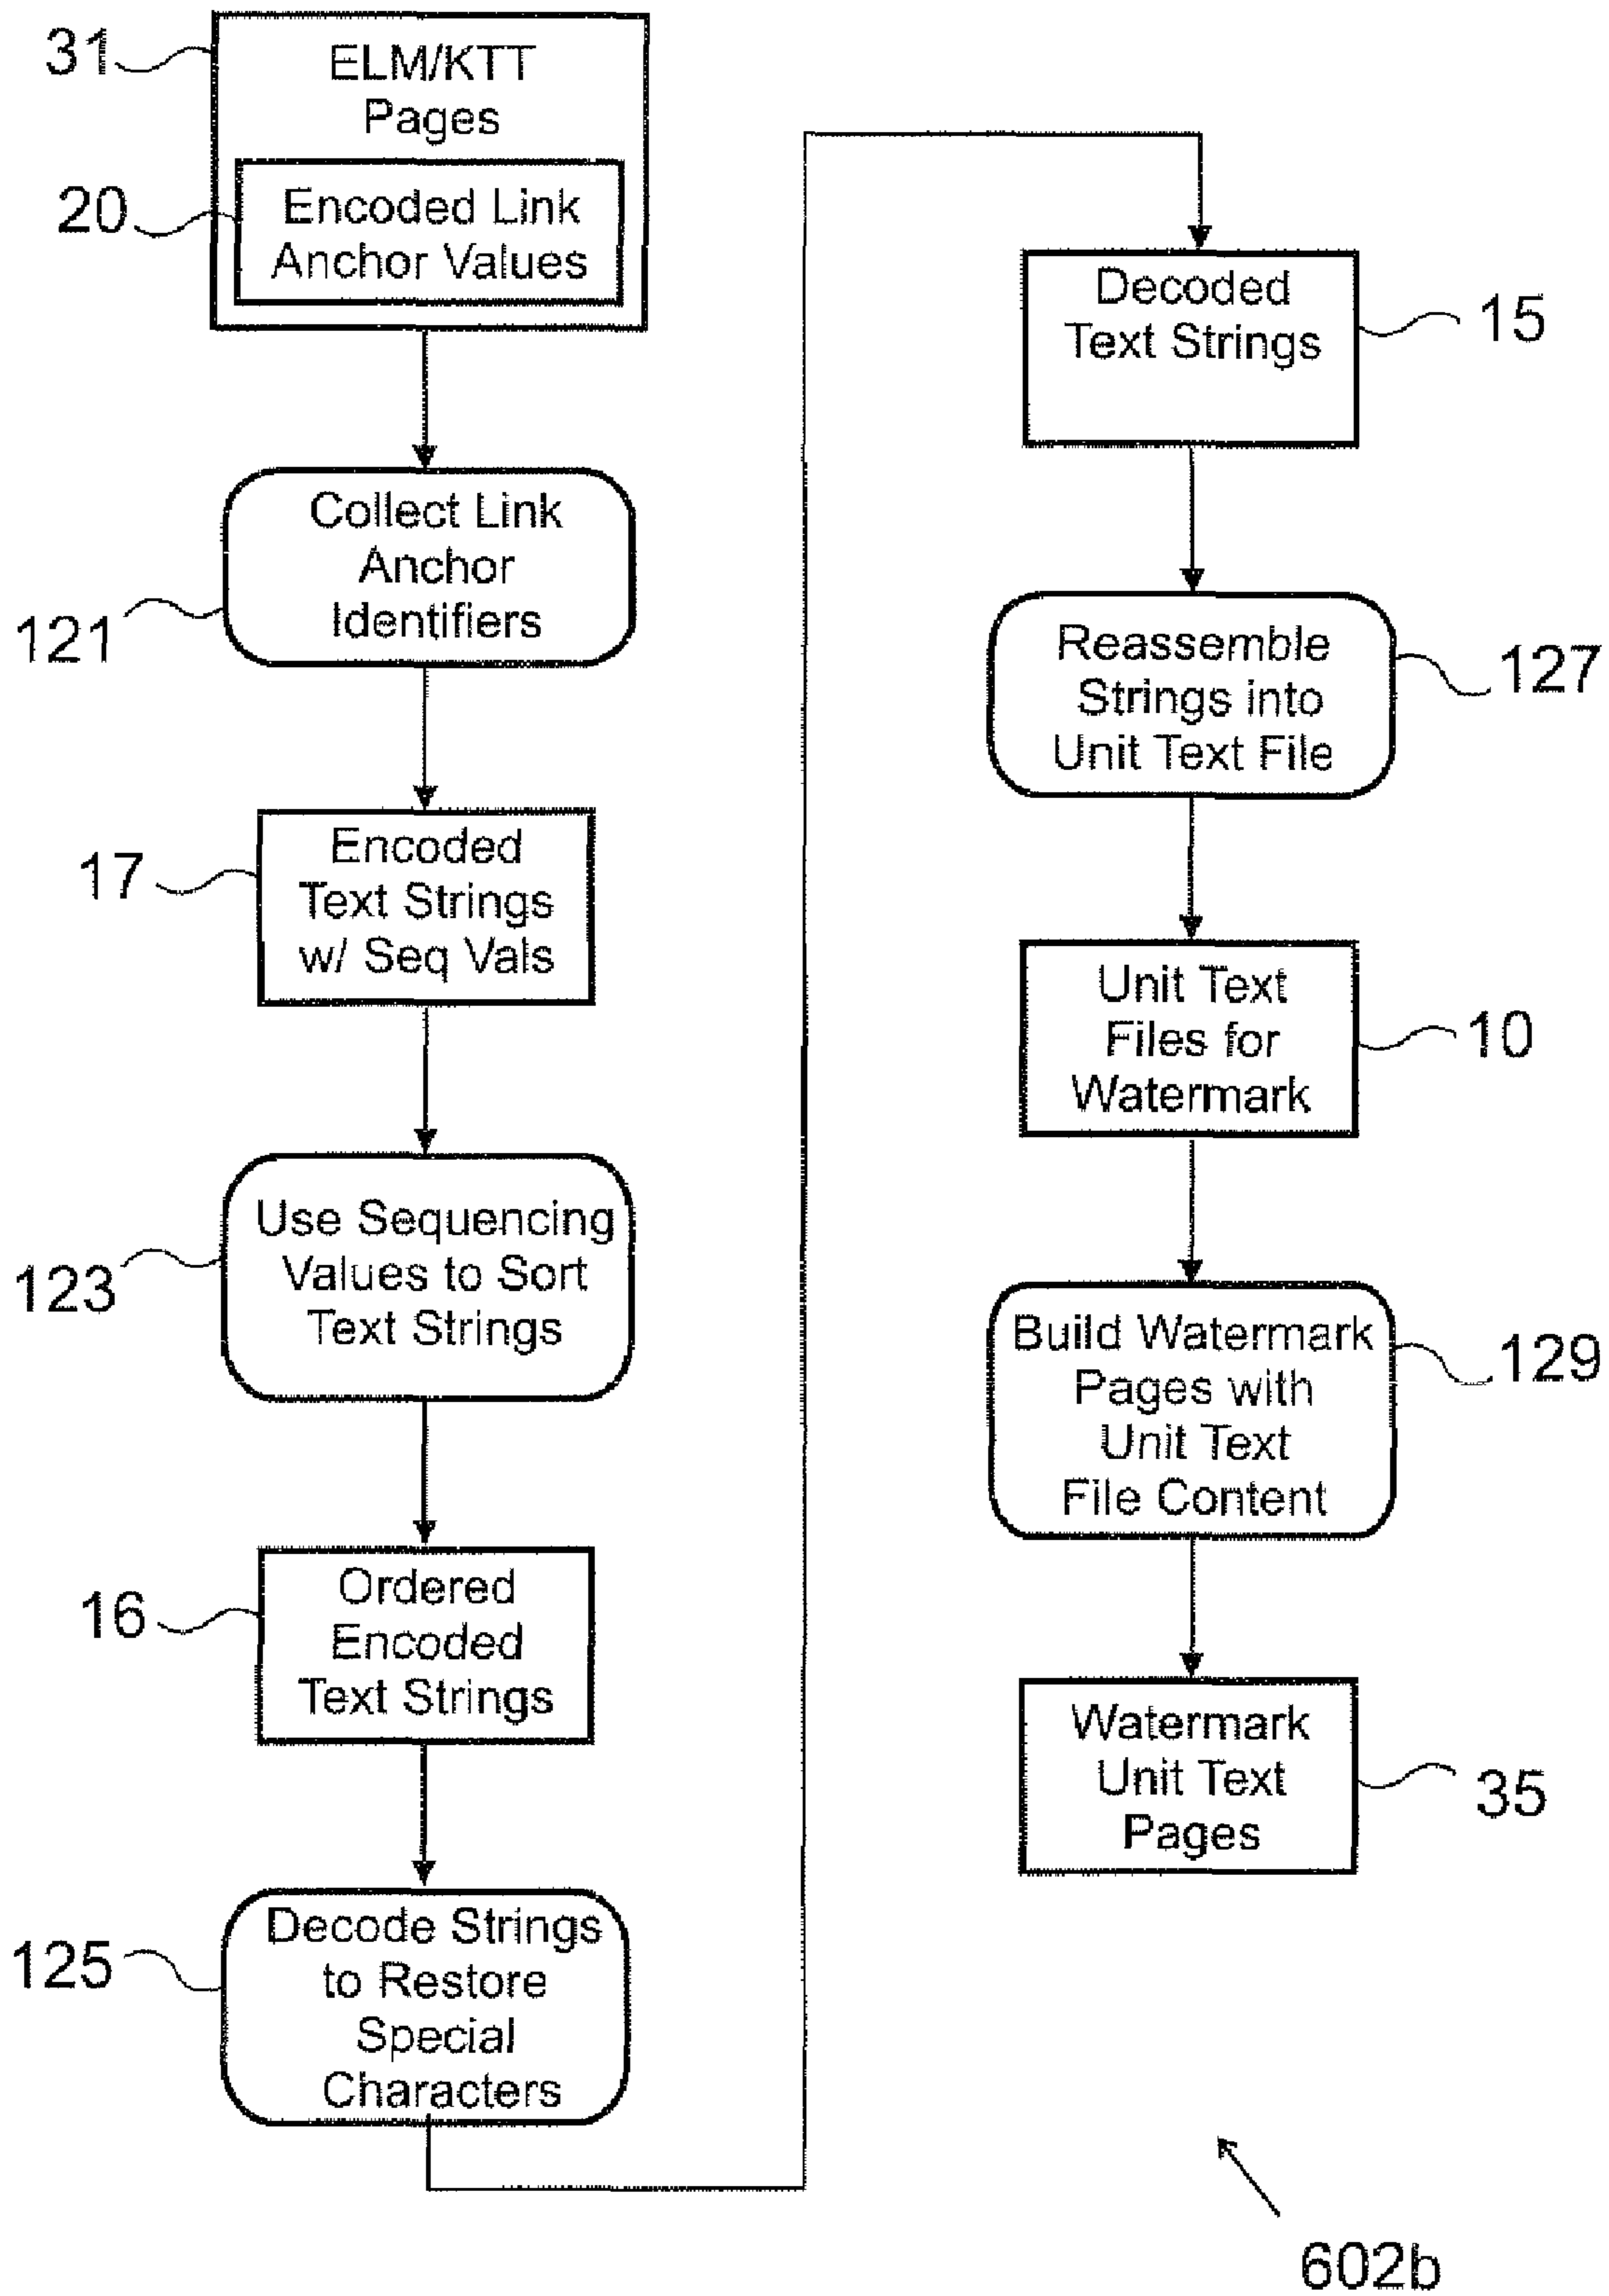 31
ELM/KTT
Pages
20
Encoded Link
Anchor Values
121
Collect Link
Anchor
Identifiers
17
Encoded
Text Strings
w/ Seq Vals
123
Use Sequencing
Values to Sort
Text Strings
16
Ordered
Encoded
Text Strings
125
Decode Strings
to Restore
Special
Characters
Decoded
Text Strings
15
Reassemble
Strings into
Unit Text File
127
Unit Text
Files for
Watermark
10
Build Watermark
Pages with
Unit Text
File Content
129
Watermark
Unit Text
Pages
35
602b